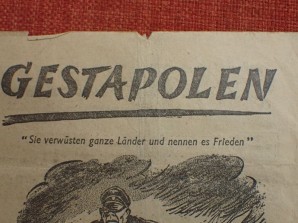 GESTAPOLEN
"Sie verwüsten ganze Länder und nennen es Frieden"